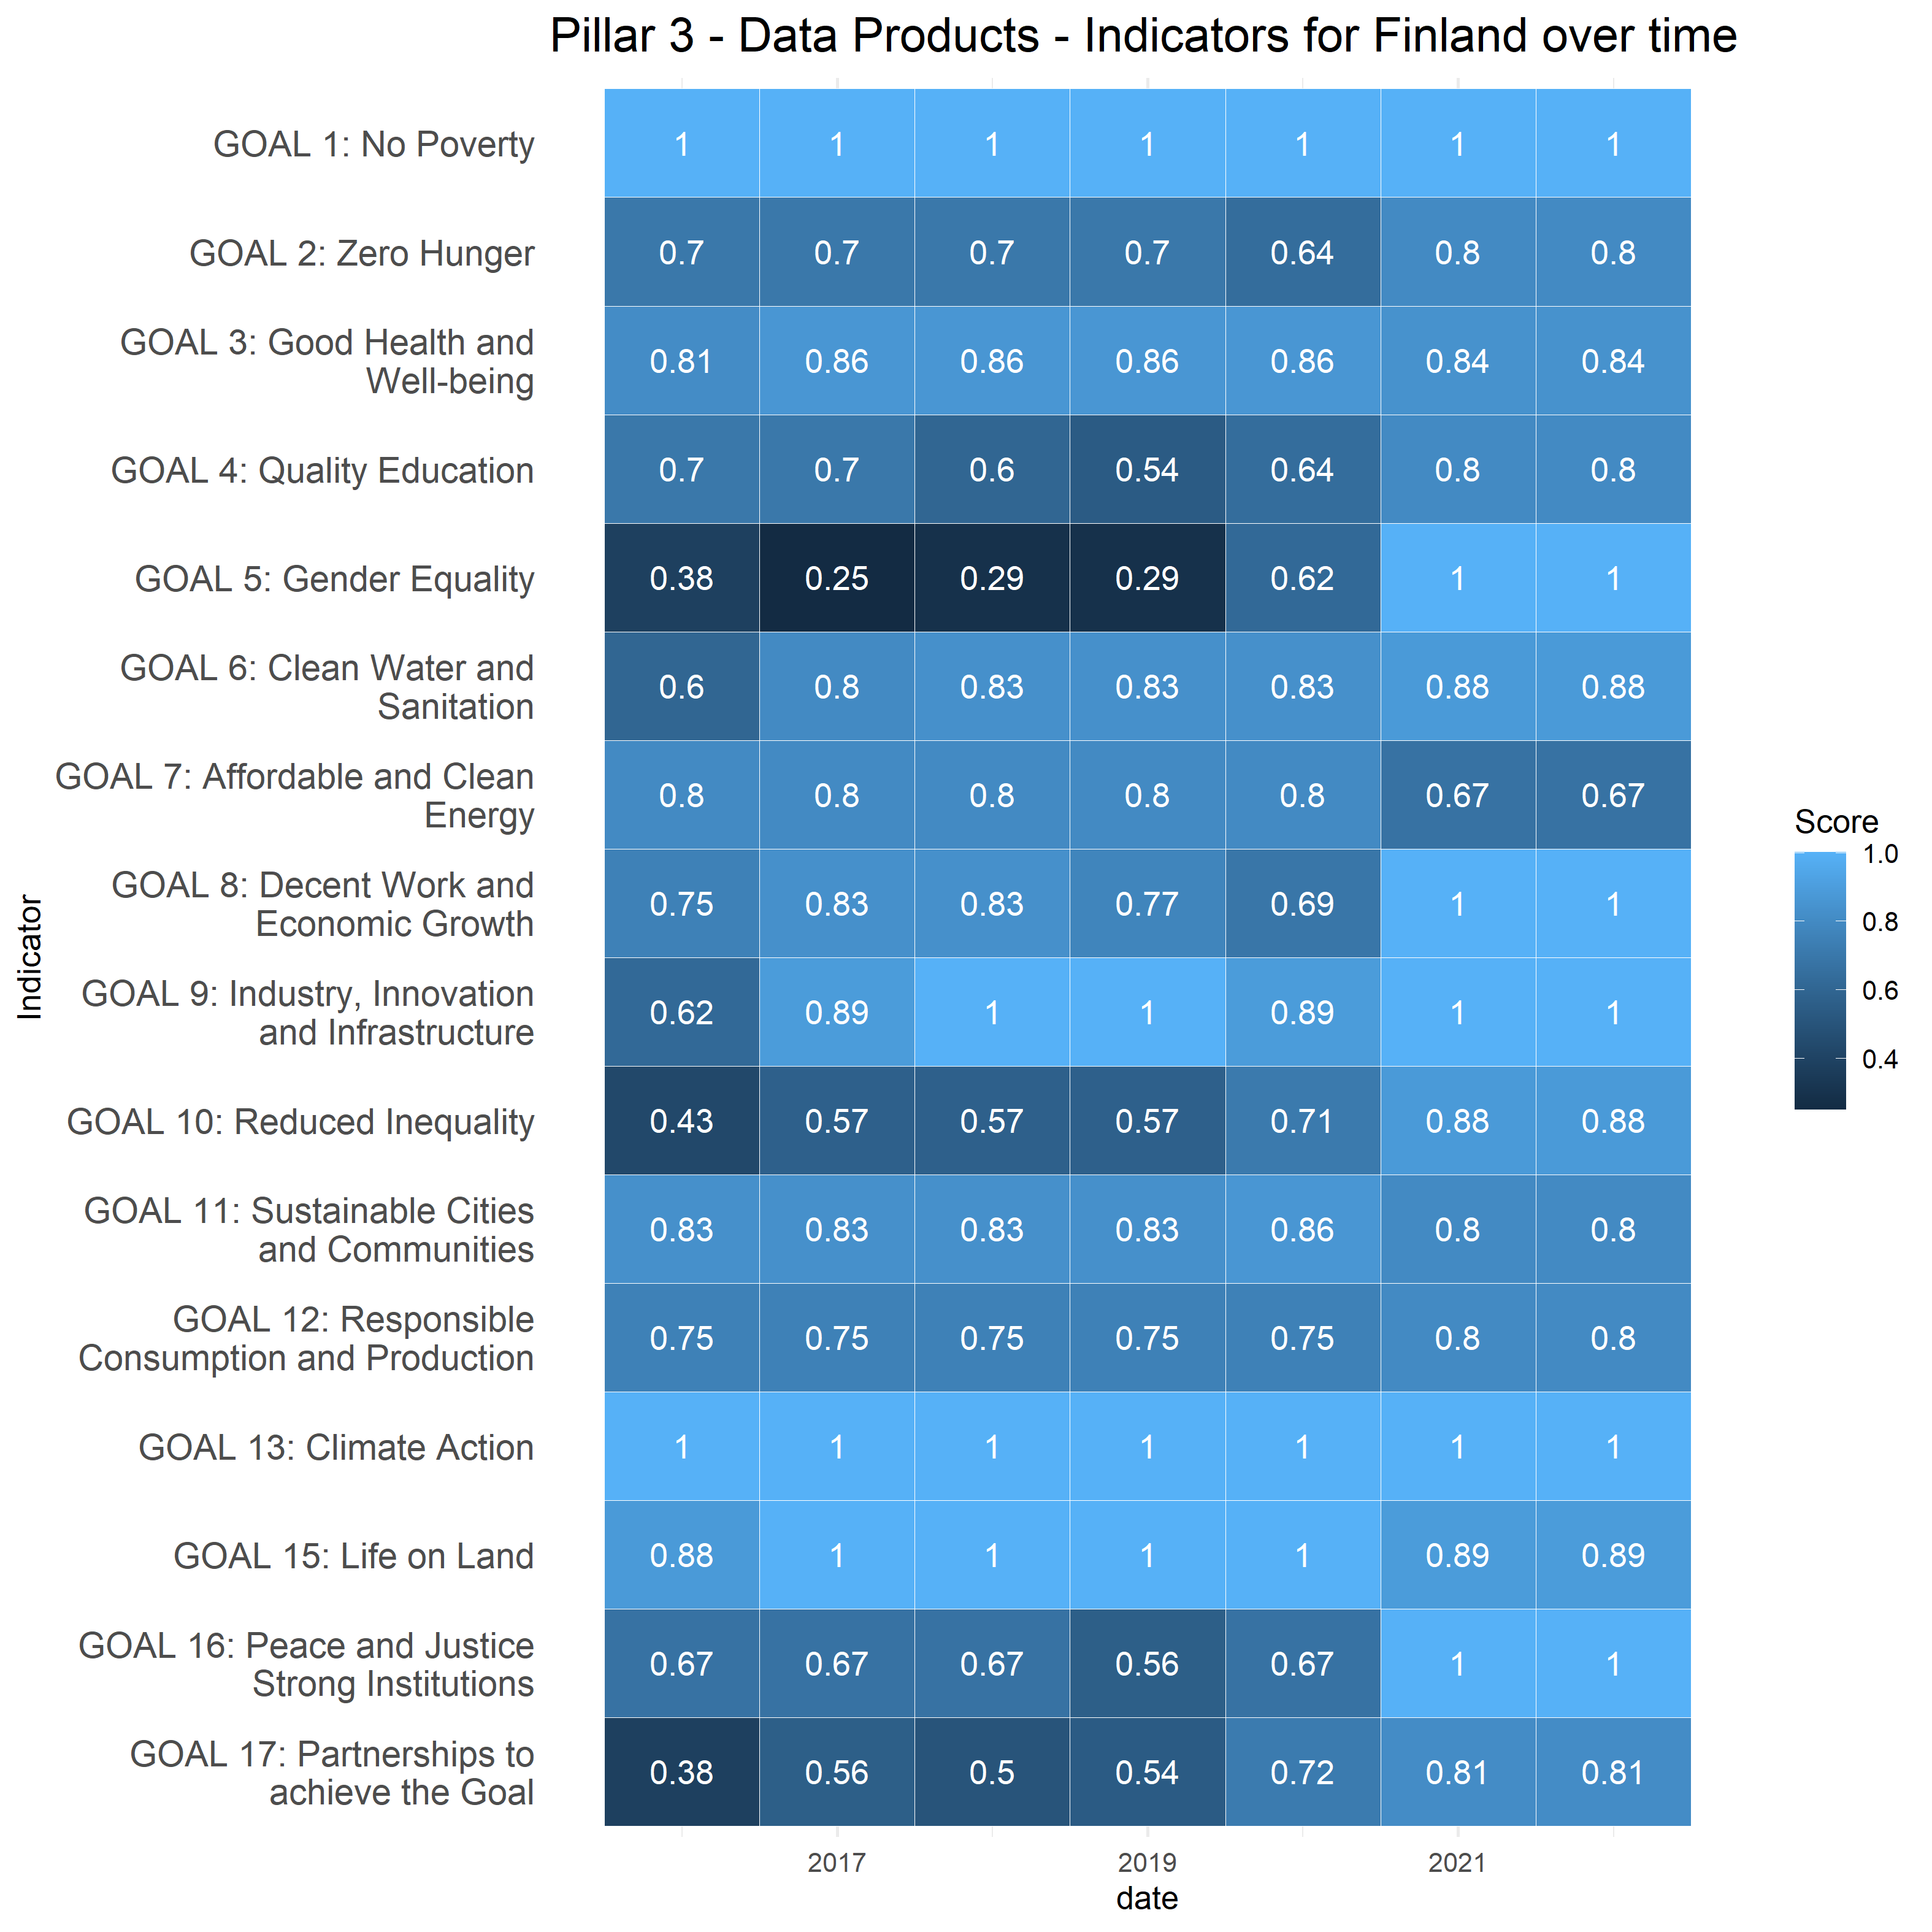 Pillar 3 - Data Products - Indicators for Finland over time
GOAL 1: No Poverty
1 1 1 1 1 1 1
GOAL 2: Zero Hunger
0.7 0.7 0.7 0.7 0.64 0.8 0.8
GOAL 3: Good Health and
Well-being
0.81 0.86 0.86 0.86 0.86 0.84 0.84
GOAL 4: Quality Education
0.7 0.7 0.6 0.54 0.64 0.8 0.8
GOAL 5: Gender Equality
0.38 0.25 0.29 0.29 0.62 1 1
GOAL 6: Clean Water and
Sanitation
0.6 0.8 0.83 0.83 0.83 0.88 0.88
GOAL 7: Affordable and Clean
Energy
0.8 0.8 0.8 0.8 0.8 0.67 0.67
GOAL 8: Decent Work and
Economic Growth
0.75 0.83 0.83 0.77 0.69 1 1
GOAL 9: Industry, Innovation
and Infrastructure
0.62 0.89 1 1 0.89 1 1
GOAL 10: Reduced Inequality
0.43 0.57 0.57 0.57 0.71 0.88 0.88
GOAL 11: Sustainable Cities
and Communities
0.83 0.83 0.83 0.83 0.86 0.8 0.8
GOAL 12: Responsible
Consumption and Production
0.75 0.75 0.75 0.75 0.75 0.8 0.8
GOAL 13: Climate Action
1 1 1 1 1 1 1
GOAL 15: Life on Land
0.88 1 1 1 1 0.89 0.89
GOAL 16: Peace and Justice
Strong Institutions
0.67 0.67 0.67 0.56 0.67 1 1
GOAL 17: Partnerships to
achieve the Goal
0.38 0.56 0.5 0.54 0.72 0.81 0.81
2017 2019 2021
date
Indicator
Score
1.0
0.8
0.6
0.4